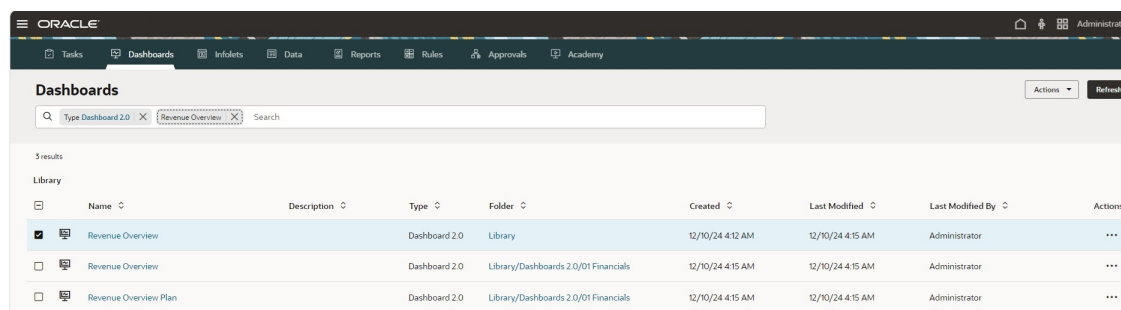 ORACLE Administrat
Tasks Dashboards Infolets Data Reports Rules Approvals Academy
Dashboards Actions Refresh
Type Dashboard 2.0 Revenue Overview Search
3 results
Library
Name Description Type Folder Created Last Modified Last Modified By Actions
Revenue Overview Dashboard 2.0 Library 12/10/24 4:12 AM 12/10/24 4:15 AM Administrator
Revenue Overview Dashboard 2.0 Library/Dashboards 2.0/01 Financials 12/10/24 4:15 AM 12/10/24 4:15 AM Administrator
Revenue Overview Plan Dashboard 2.0 Library/Dashboards 2.0/01 Financials 12/10/24 4:15 AM 12/10/24 4:15 AM Administrator